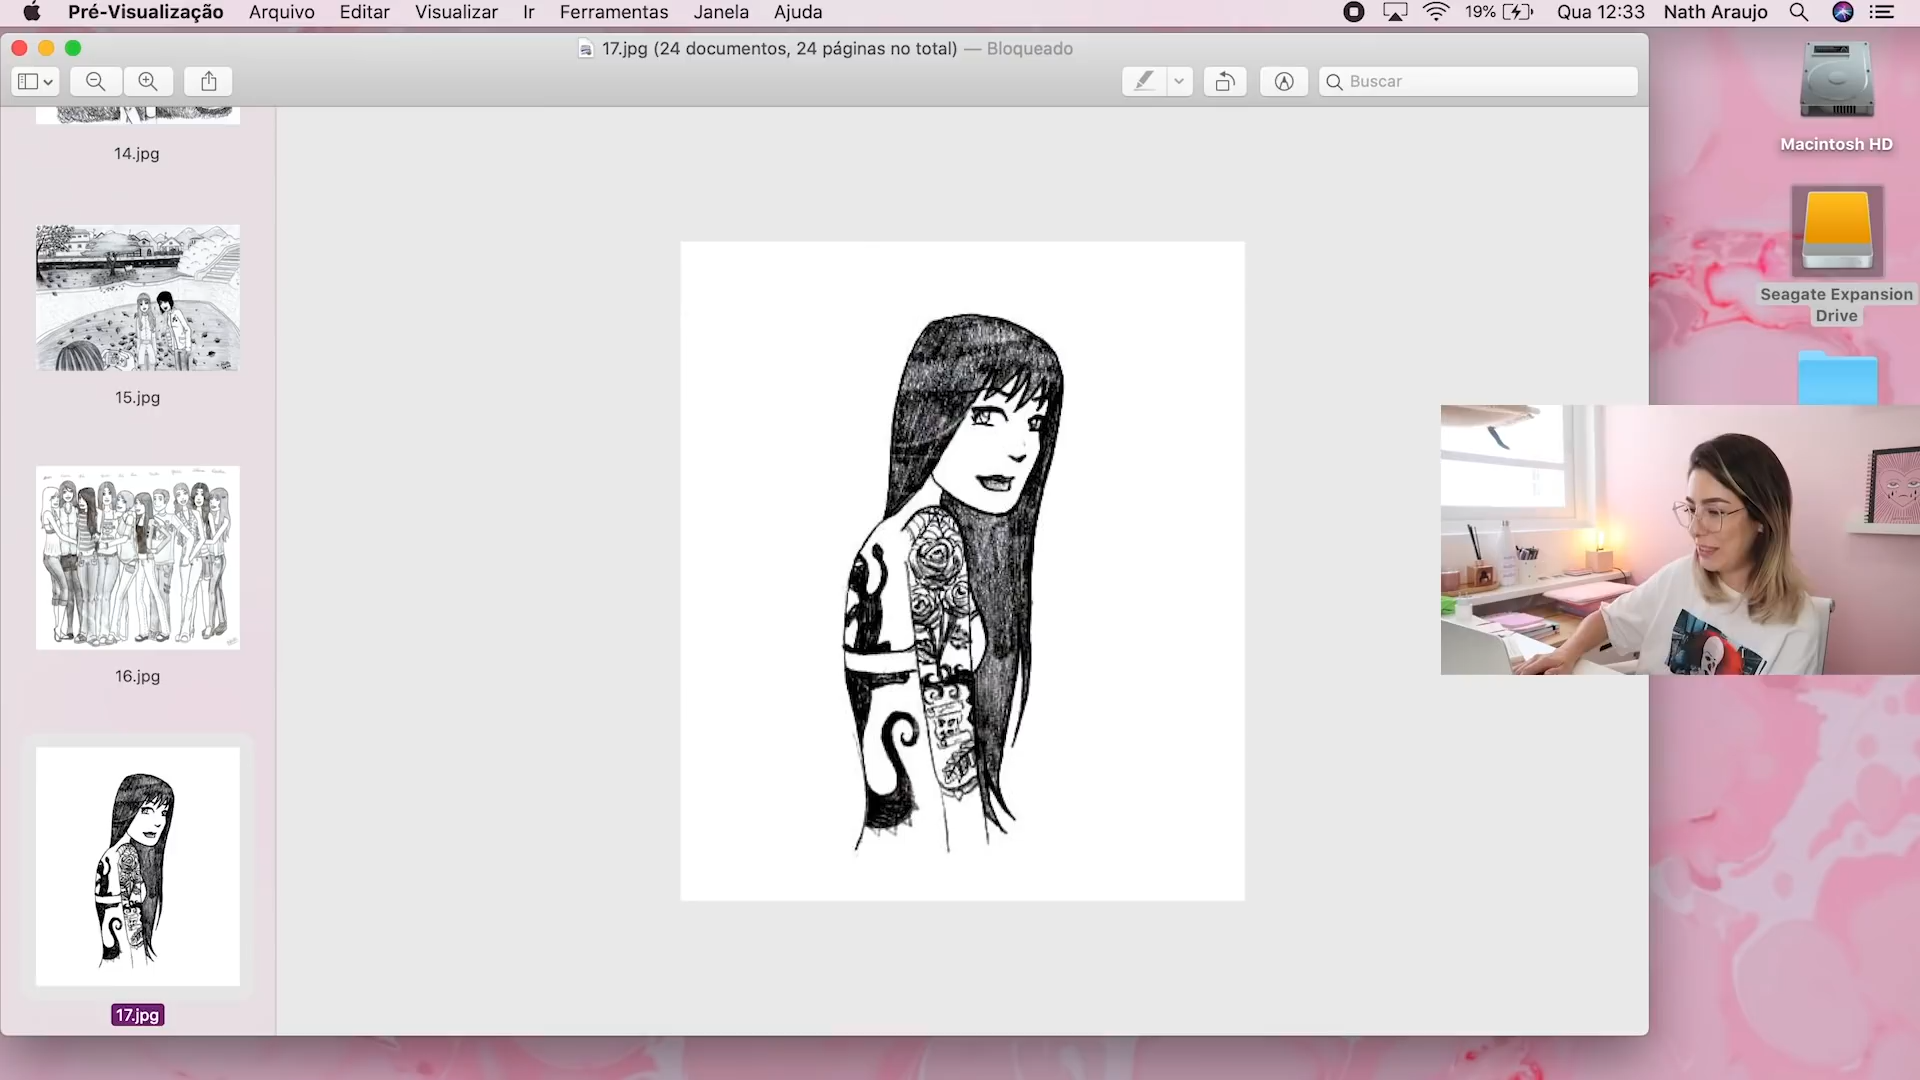 Pré-Visualização Arquivo Editar Visualizar Ir Ferramentas Janela Ajuda 19% Qua 12:33 Nath Araujo
17.jpg (24 documentos, 24 páginas no total) — Bloqueado
Buscar
14.jpg
15.jpg
16.jpg
17.jpg
Macintosh HD
Seagate Expansion
Drive